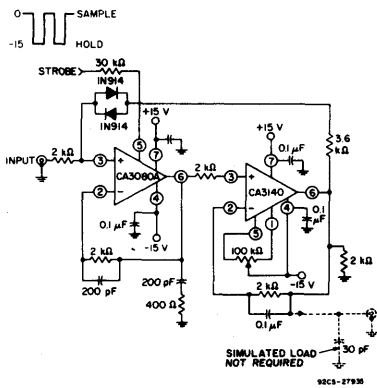 0 SAMPLE
-15 HOLD
30 kΩ
STROBE
1N914
+15 V
+15 V
0.1 μF
3.6 kΩ
1N914
2 kΩ
INPUT
5
7
3 +
CA3080A
6
2 kΩ
7
3 +
CA3140
6
2 −
4
2 −
4
0.1 μF
5
1
0.1 μF
-15 V
100 kΩ
2 kΩ
-15 V
2 kΩ
200 pF
200 pF
2 kΩ
400 Ω
0.1 μF
30 pF
SIMULATED LOAD
NOT REQUIRED
92CS-27935